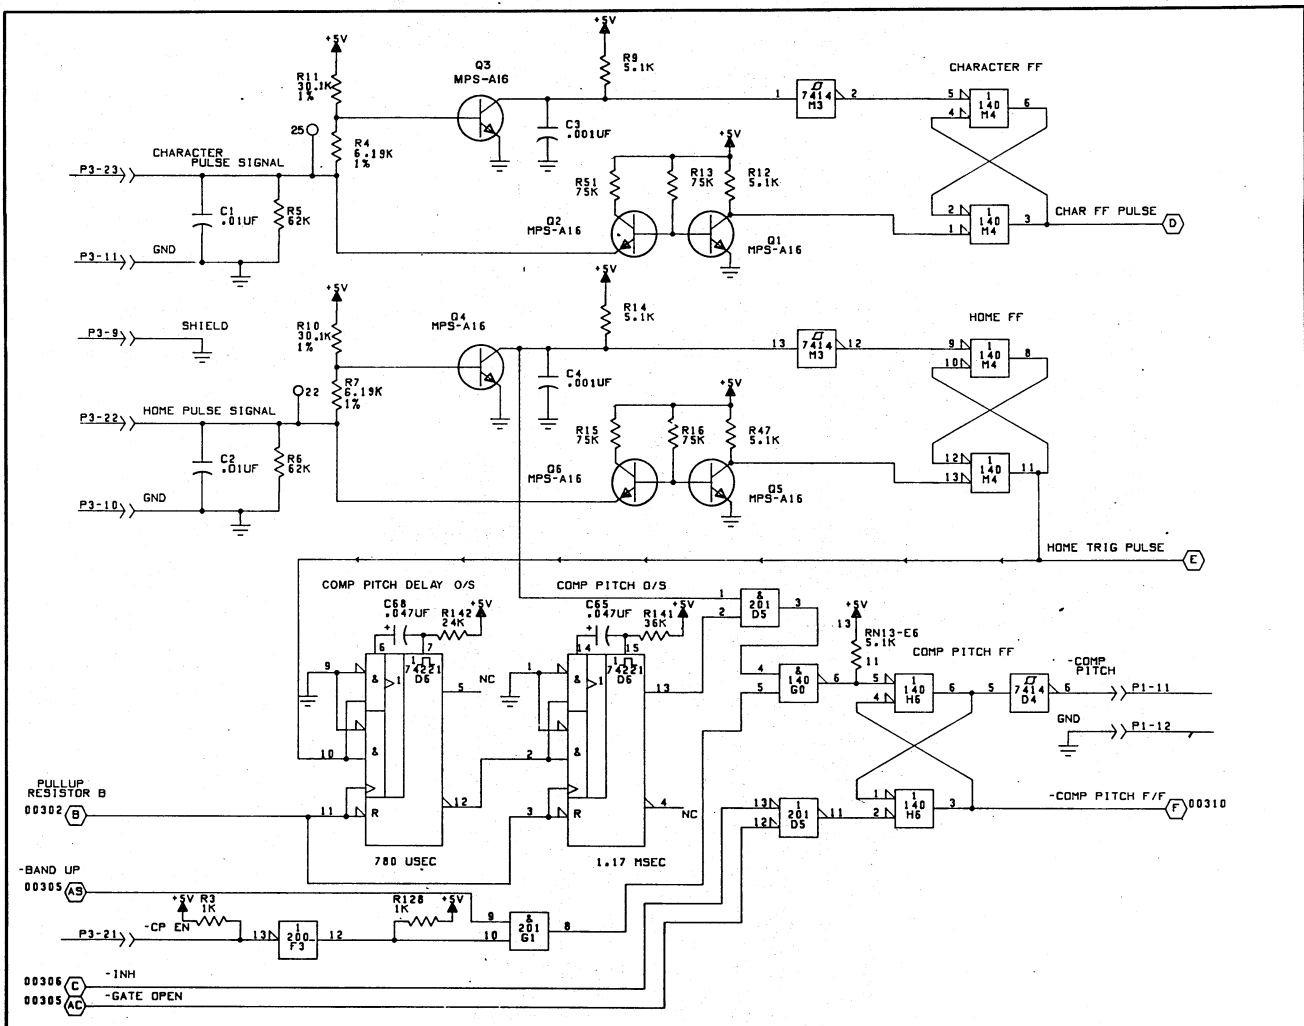 +5V
R11
30.1K
1%
Q3
MPS-A16
R9
5.1K
CHARACTER FF
1
7414
M3
2
5
4
1
140
M4
6
25
R4
6.19K
1%
C3
.001UF
+5V
CHARACTER
PULSE SIGNAL
P3-23
R51
75K
R13
75K
R12
5.1K
C1
.01UF
R5
62K
Q2
MPS-A16
Q1
MPS-A16
2
1
1
140
M4
3
CHAR FF PULSE
D
GND
P3-11
+5V
+5V
P3-9
SHIELD
R10
30.1K
1%
Q4
MPS-A16
R14
5.1K
HOME FF
13
7414
M3
12
9
10
1
140
M4
8
22
R7
6.19K
1%
C4
.001UF
+5V
P3-22
HOME PULSE SIGNAL
R15
75K
R16
75K
R47
5.1K
C2
.01UF
R6
62K
Q6
MPS-A16
Q5
MPS-A16
12
13
1
140
M4
11
P3-10
GND
HOME TRIG PULSE
E
COMP PITCH DELAY O/S
COMP PITCH O/S
C68
.047UF
R142
24K
+5V
C65
.047UF
R141
36K
+5V
1
2
&
201
D5
3
+5V
13
RN13-E6
5.1K
11
COMP PITCH FF
+
6
7
+
14
15
9
&
1
1
74221
D6
5
NC
1
&
1
1
74221
D6
13
4
5
&
140
G0
6
5
4
1
140
H6
6
5
7414
D4
6
-COMP
PITCH
P1-11
GND
P1-12
10
&
2
&
PULLUP
RESISTOR B
00302
B
11
R
12
3
R
4
NC
13
12
1
201
D5
11
1
2
1
140
H6
3
-COMP PITCH F/F
F
00310
780 USEC
1.17 MSEC
-BAND UP
00305
AS
+5V
R3
1K
R128
1K
+5V
P3-21
-CP EN
13
1
200
F3
12
9
10
&
201
G1
8
00306
C
-INH
00305
AC
-GATE OPEN